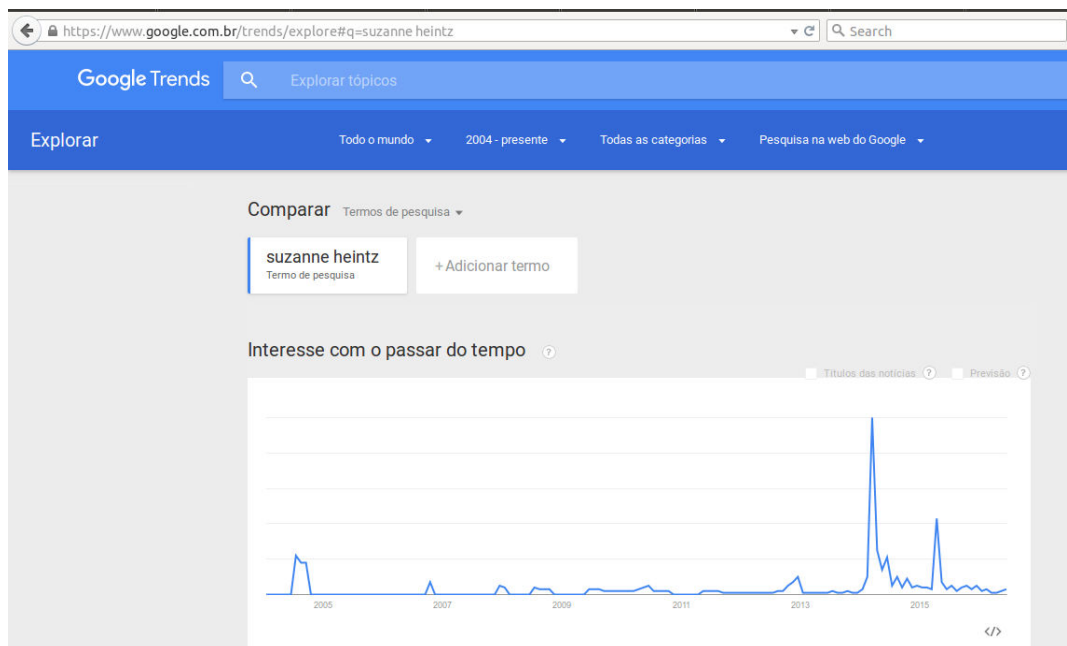 https://www.google.com.br/trends/explore#q=suzanne heintz
Search
Google Trends
Explorar tópicos
Explorar
Todo o mundo
2004 - presente
Todas as categorias
Pesquisa na web do Google
Comparar
Termos de pesquisa
suzanne heintz
Termo de pesquisa
+Adicionar termo
Interesse com o passar do tempo ?
Títulos das notícias ?
Previsão ?
2005
2007
2009
2011
2013
2015
</>